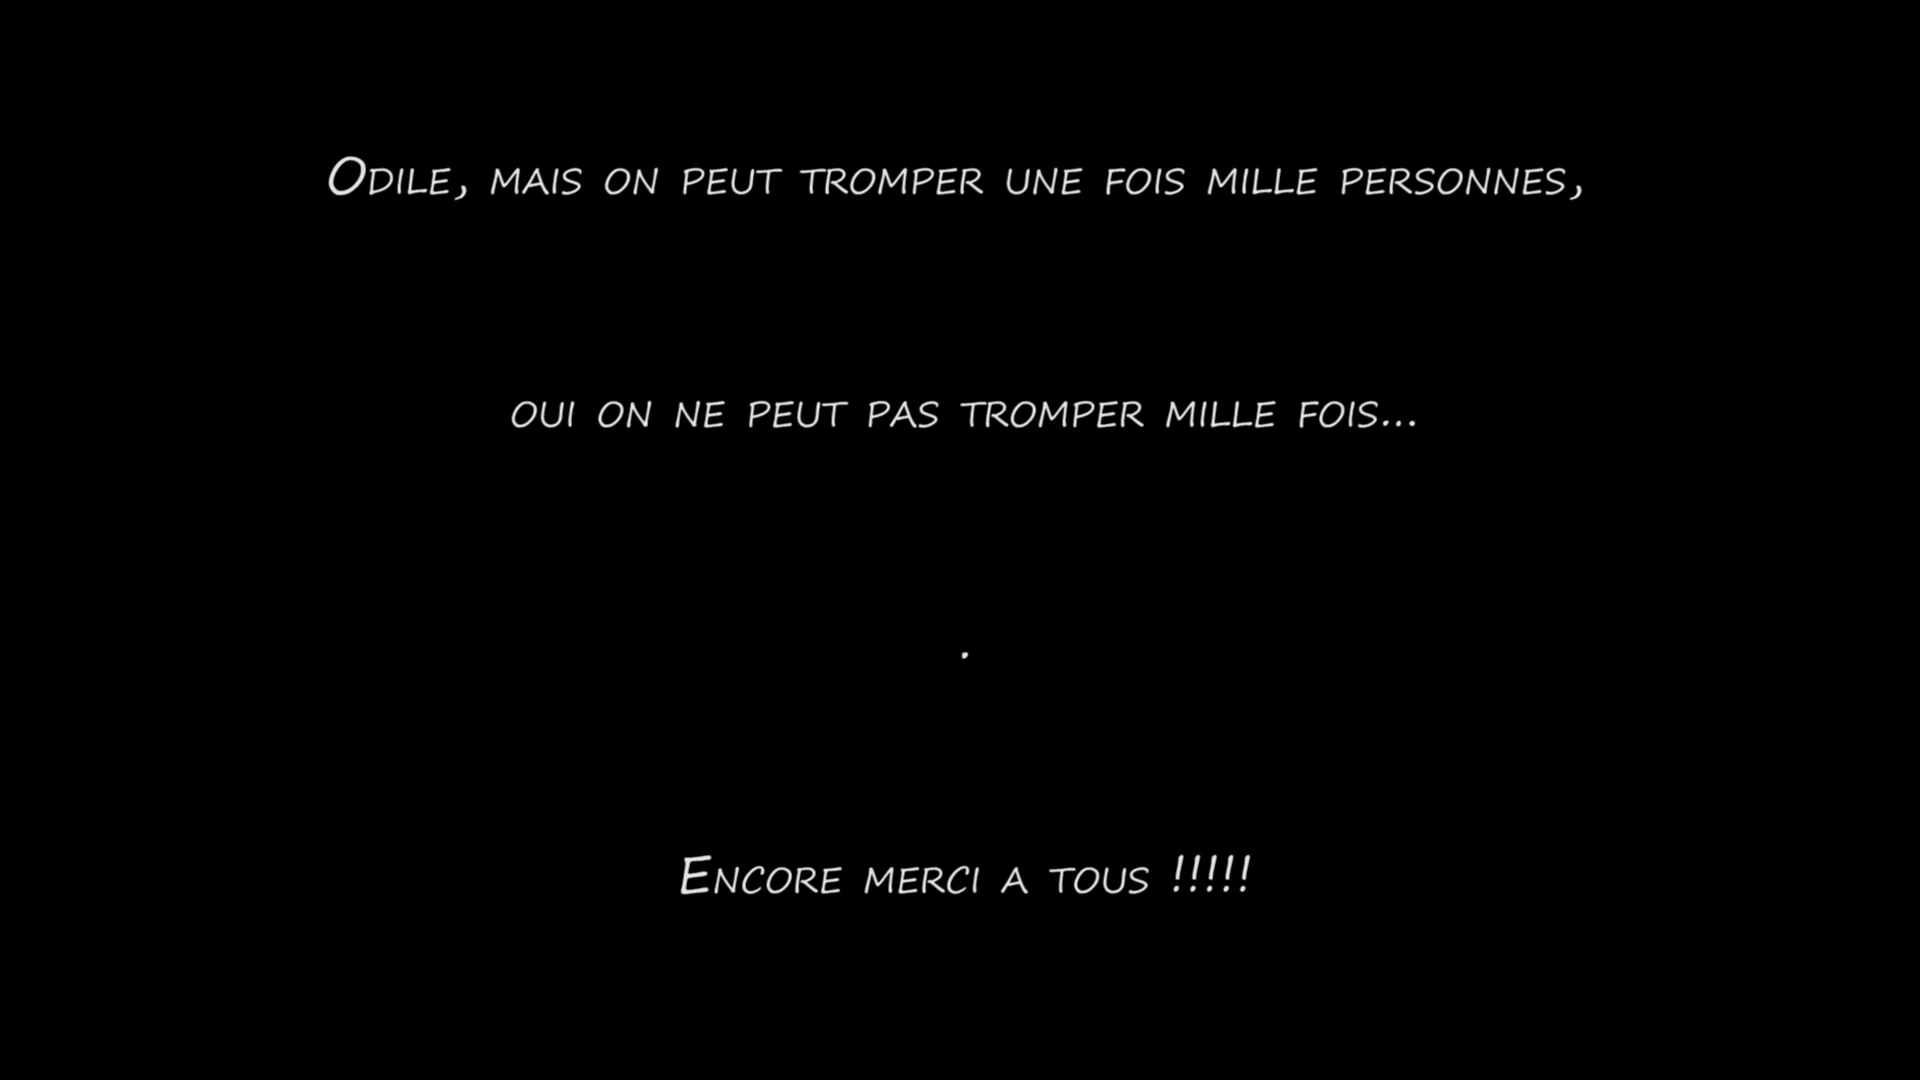 Odile, mais on peut tromper une fois mille personnes,
oui on ne peut pas tromper mille fois...
.
Encore merci a tous !!!!!